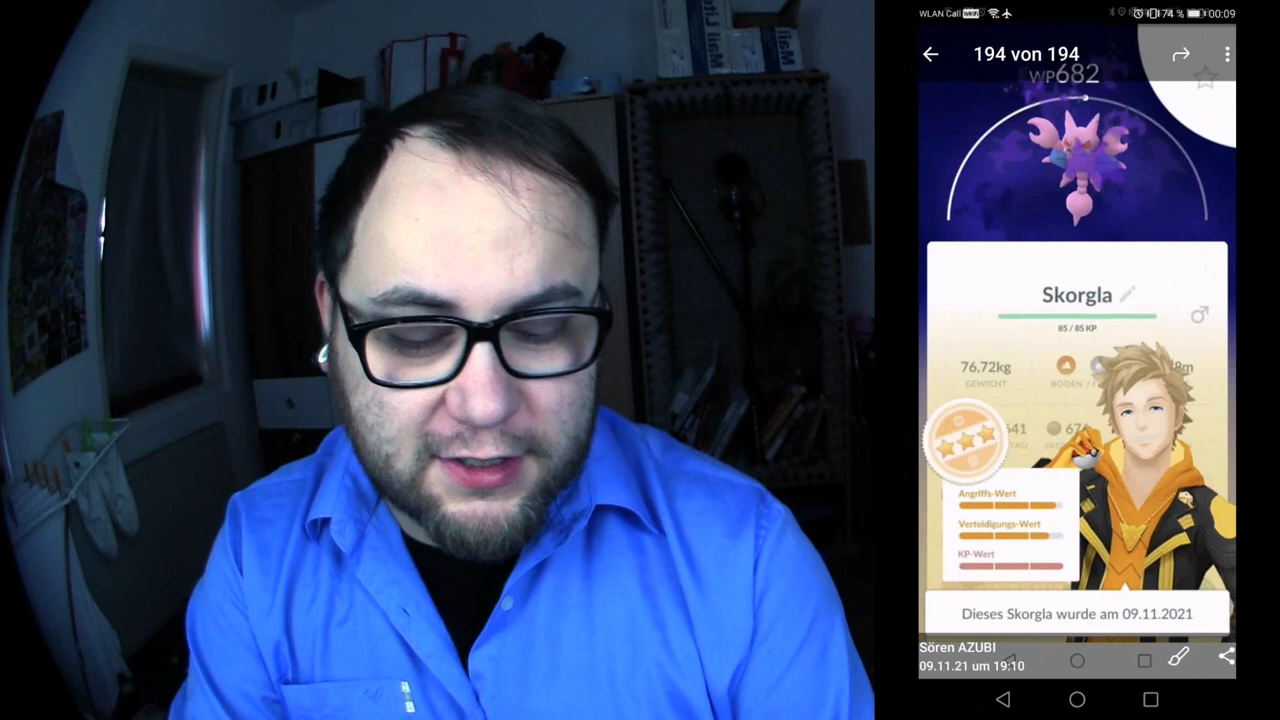 WLAN Call
74 %
00:09
194 von 194
WP682
Skorgla
85 / 85 KP
76.72kg
GEWICHT
BODEN /
8m
641
Angriffs-Wert
Verteidigungs-Wert
KP-Wert
Dieses Skorgla wurde am 09.11.2021
Sören AZUBI
09.11.21 um 19:10